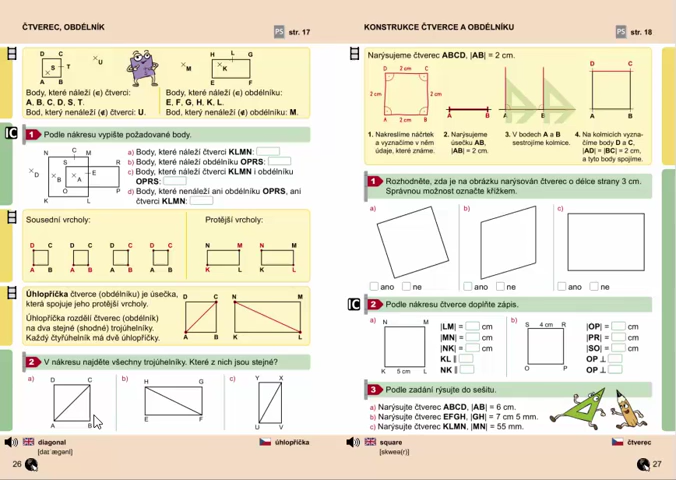 ČTVEREC, OBDÉLNÍK
PS str. 17
D C
S T
A B
U
M
H L G
K
E F
Body, které náleží (∈) čtverci:
A, B, C, D, S, T.
Bod, který nenáleží (∉) čtverci: U.
Body, které náleží (∈) obdélníku:
E, F, G, H, K, L.
Bod, který nenáleží (∉) obdélníku: M.
1 Podle nákresu vypište požadované body.
N C M
S R
D B A E
O P
K L
a) Body, které náleží čtverci KLMN:
b) Body, které náleží obdélníku OPRS:
c) Body, které náleží čtverci KLMN i obdélníku
OPRS:
d) Body, které nenáleží ani obdélníku OPRS, ani
čtverci KLMN:
Sousední vrcholy:
Protější vrcholy:
D C D C D C D C
A B A B A B A B
N M N M
K L K L
Úhlopříčka čtverce (obdélníku) je úsečka,
která spojuje jeho protější vrcholy.
Úhlopříčka rozdělí čtverec (obdélník)
na dva stejné (shodné) trojúhelníky.
Každý čtyřúhelník má dvě úhlopříčky.
D C N M
A B K L
2 V nákresu najděte všechny trojúhelníky. Které z nich jsou stejné?
a) D C
A B
b) H G
E F
c) Y X
U V
diagonal
[daɪˈægənl]
úhlopříčka
26
KONSTRUKCE ČTVERCE A OBDÉLNÍKU
PS str. 18
Narýsujeme čtverec ABCD, |AB| = 2 cm.
D 2 cm C
2 cm 2 cm
A 2 cm B
A B
A B
D C
A B
1. Nakreslíme náčrtek
a vyznačíme v něm
údaje, které známe.
2. Narýsujeme
úsečku AB,
|AB| = 2 cm.
3. V bodech A a B
sestrojíme kolmice.
4. Na kolmicích vyzna-
číme body D a C,
|AD| = |BC| = 2 cm,
a tyto body spojíme.
1 Rozhodněte, zda je na obrázku narýsován čtverec o délce strany 3 cm.
Správnou možnost označte křížkem.
a) b) c)
ano ne ano ne ano ne
2 Podle nákresu čtverce doplňte zápis.
a) N M
K 5 cm L
|LM| = cm
|MN| = cm
|NK| = cm
KL ∥
NK ∥
b) S 4 cm R
O P
|OP| = cm
|PR| = cm
|SO| = cm
OP ⊥
OP ⊥
3 Podle zadání rýsujte do sešitu.
a) Narýsujte čtverec ABCD, |AB| = 6 cm.
b) Narýsujte čtverec EFGH, |GH| = 7 cm 5 mm.
c) Narýsujte čtverec KLMN, |MN| = 55 mm.
square
[skweə(r)]
čtverec
27